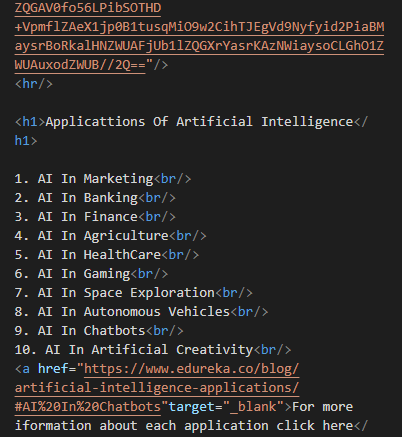 ZQGAV0fo56LPibSOTHD
+VpmflZAeX1jp0B1tusqMiO9w2CihTJEgVd9Nyfyid2PiaBM
aysrBoRkalHNZWUAFjUb1lZQGXrYasrKAzNWiaysoCLGhO1Z
WUAuxodZWUB//2Q=="/>
<hr/>
<h1>Applicattions Of Artificial Intelligence</
h1>
1. AI In Marketing<br/>
2. AI In Banking<br/>
3. AI In Finance<br/>
4. AI In Agriculture<br/>
5. AI In HealthCare<br/>
6. AI In Gaming<br/>
7. AI In Space Exploration<br/>
8. AI In Autonomous Vehicles<br/>
9. AI In Chatbots<br/>
10. AI In Artificial Creativity<br/>
<a href="https://www.edureka.co/blog/
artificial-intelligence-applications/
#AI%20In%20Chatbots"target="_blank">For more
iformation about each application click here</